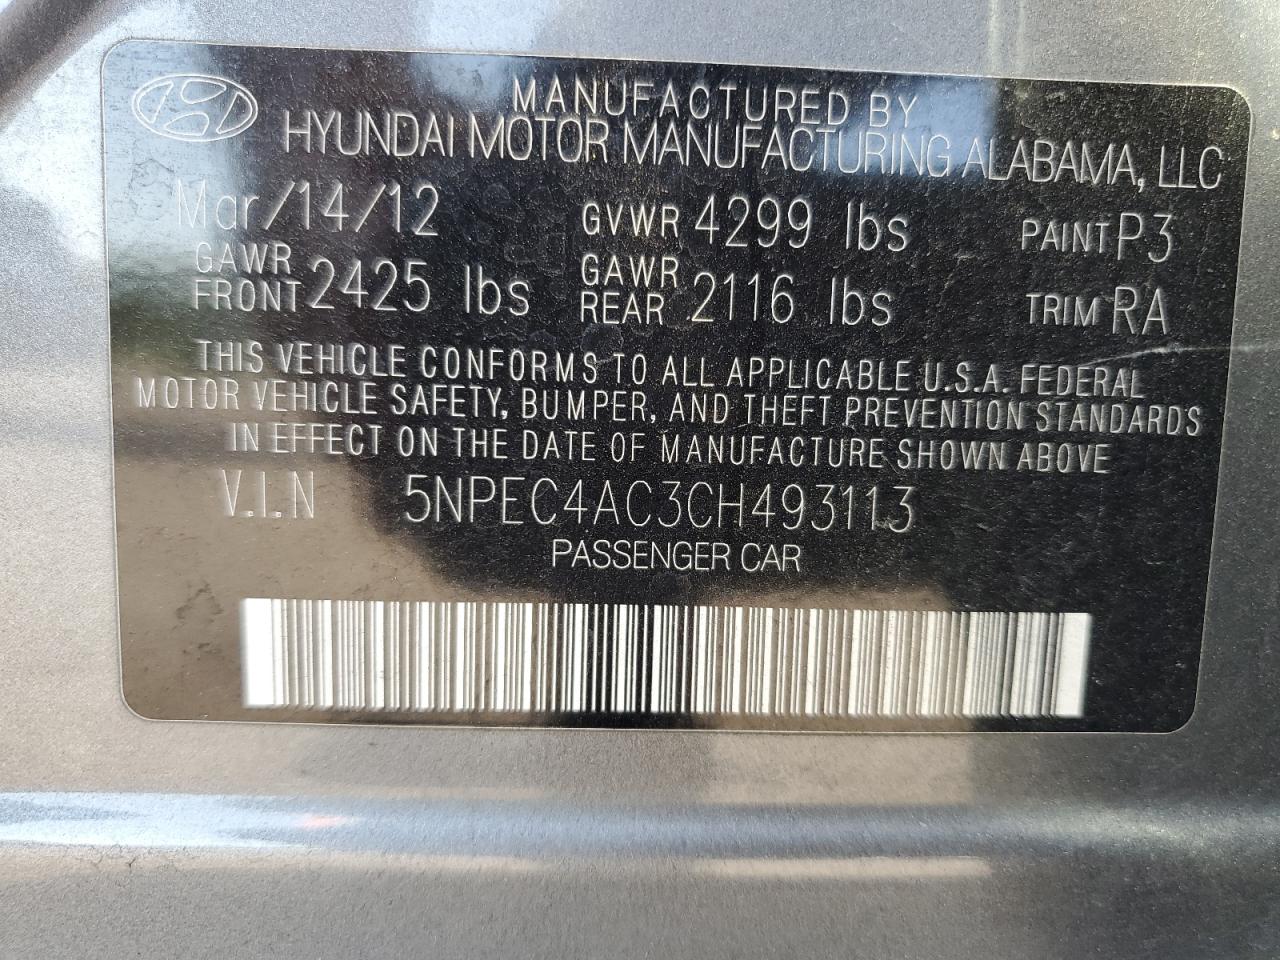 MANUFACTURED BY
HYUNDAI MOTOR MANUFACTURING ALABAMA, LLC
Mar/14/12 GVWR 4299 lbs PAINT P3
GAWR FRONT 2425 lbs GAWR REAR 2116 lbs TRIM RA
THIS VEHICLE CONFORMS TO ALL APPLICABLE U.S.A. FEDERAL
MOTOR VEHICLE SAFETY, BUMPER, AND THEFT PREVENTION STANDARDS
IN EFFECT ON THE DATE OF MANUFACTURE SHOWN ABOVE
V.I.N 5NPEC4AC3CH493113
PASSENGER CAR